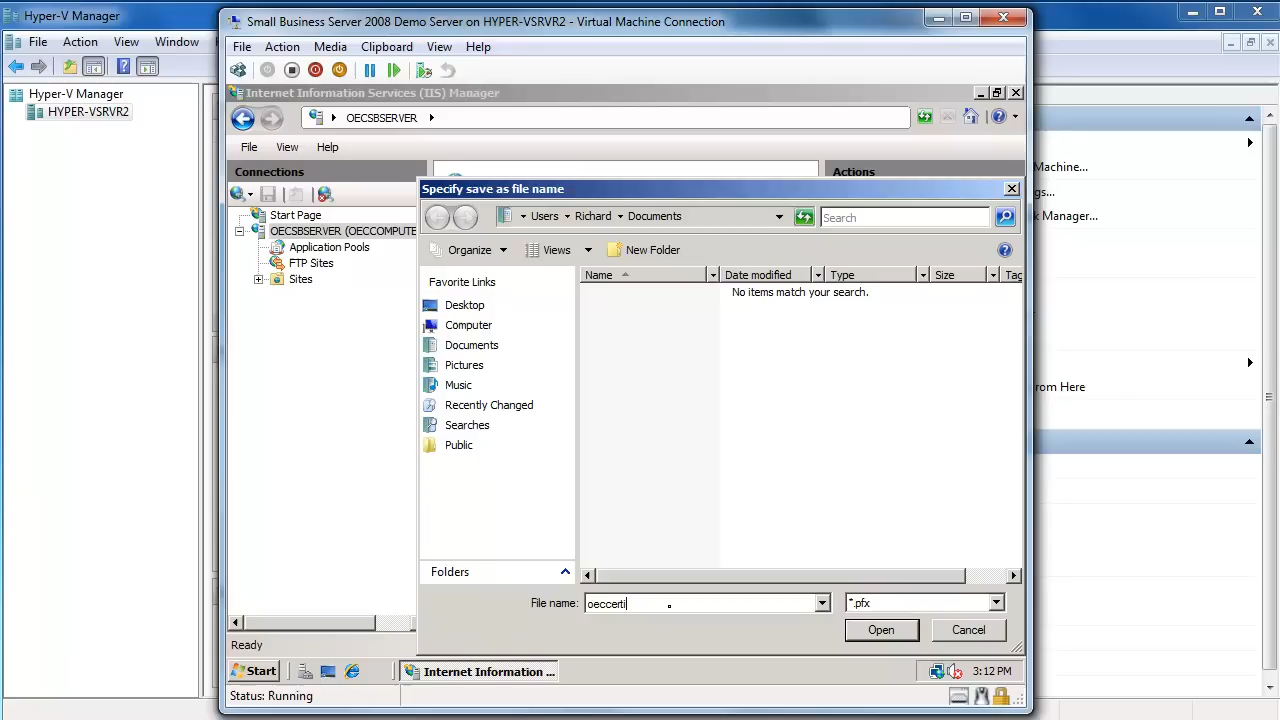 Hyper-V Manager
File Action View Window
Hyper-V Manager
HYPER-VSRVR2
Small Business Server 2008 Demo Server on HYPER-VSRVR2 - Virtual Machine Connection
File Action Media Clipboard View Help
Internet Information Services (IIS) Manager
OECSBSERVER
File View Help
Connections
Actions
Start Page
OECSBSERVER (OECCOMPUTE
Application Pools
FTP Sites
Sites
Specify save as file name
Users Richard Documents
Search
Organize Views New Folder
Favorite Links
Desktop
Computer
Documents
Pictures
Music
Recently Changed
Searches
Public
Folders
Name Date modified Type Size Tag
No items match your search.
File name: oeccerti
*.pfx
Open Cancel
Machine...
gs...
k Manager...
rom Here
Ready
Start
Internet Information ...
3:12 PM
Status: Running